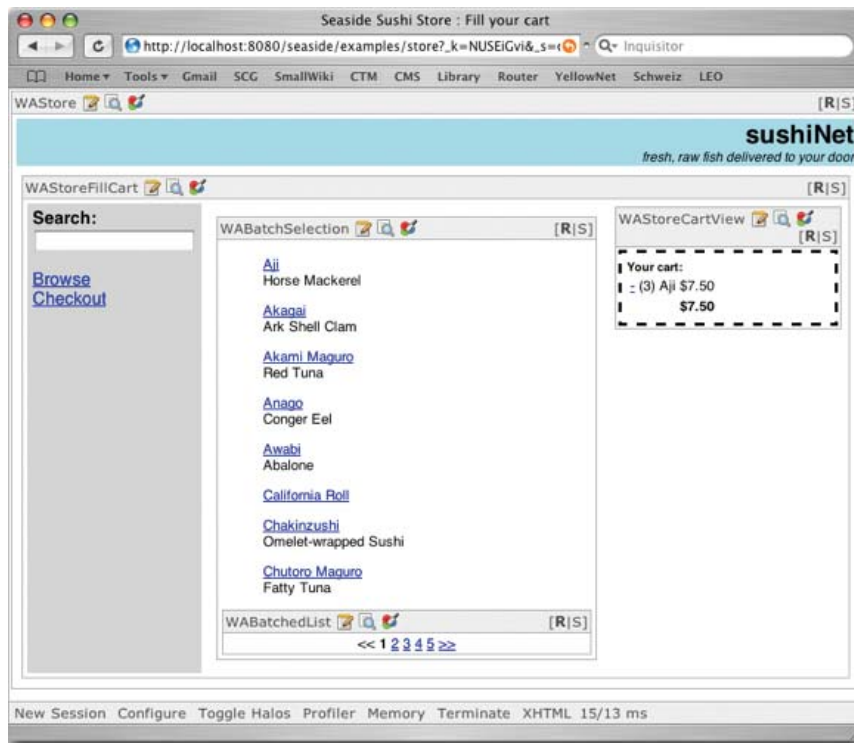 Seaside Sushi Store : Fill your cart
http://localhost:8080/seaside/examples/store?_k=NUSEiGvi&_s=
Inquisitor
Home Tools Gmail SCG SmallWiki CTM CMS Library Router YellowNet Schweiz LEO
WAStore [R|S]
sushiNet
fresh, raw fish delivered to your door
WAStoreFillCart [R|S]
Search:
Browse
Checkout
WABatchSelection [R|S]
Aji
Horse Mackerel
Akagai
Ark Shell Clam
Akami Maguro
Red Tuna
Anago
Conger Eel
Awabi
Abalone
California Roll
Chakinzushi
Omelet-wrapped Sushi
Chutoro Maguro
Fatty Tuna
WABatchedList [R|S]
<< 1 2 3 4 5 >>
WAStoreCartView
[R|S]
Your cart:
- (3) Aji $7.50
$7.50
New Session Configure Toggle Halos Profiler Memory Terminate XHTML 15/13 ms